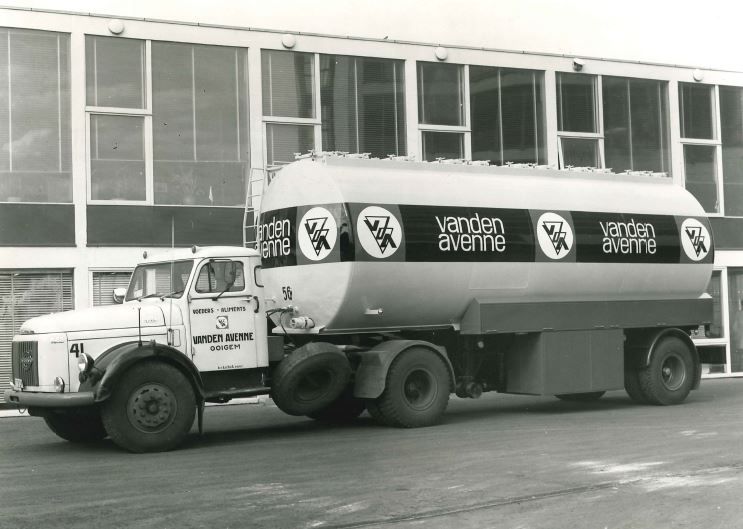 vanden
avenne
vanden
avenne
vanden
avenne
56
41
VOEDERS - ALIMENTS
VANDEN AVENNE
OOIGEM